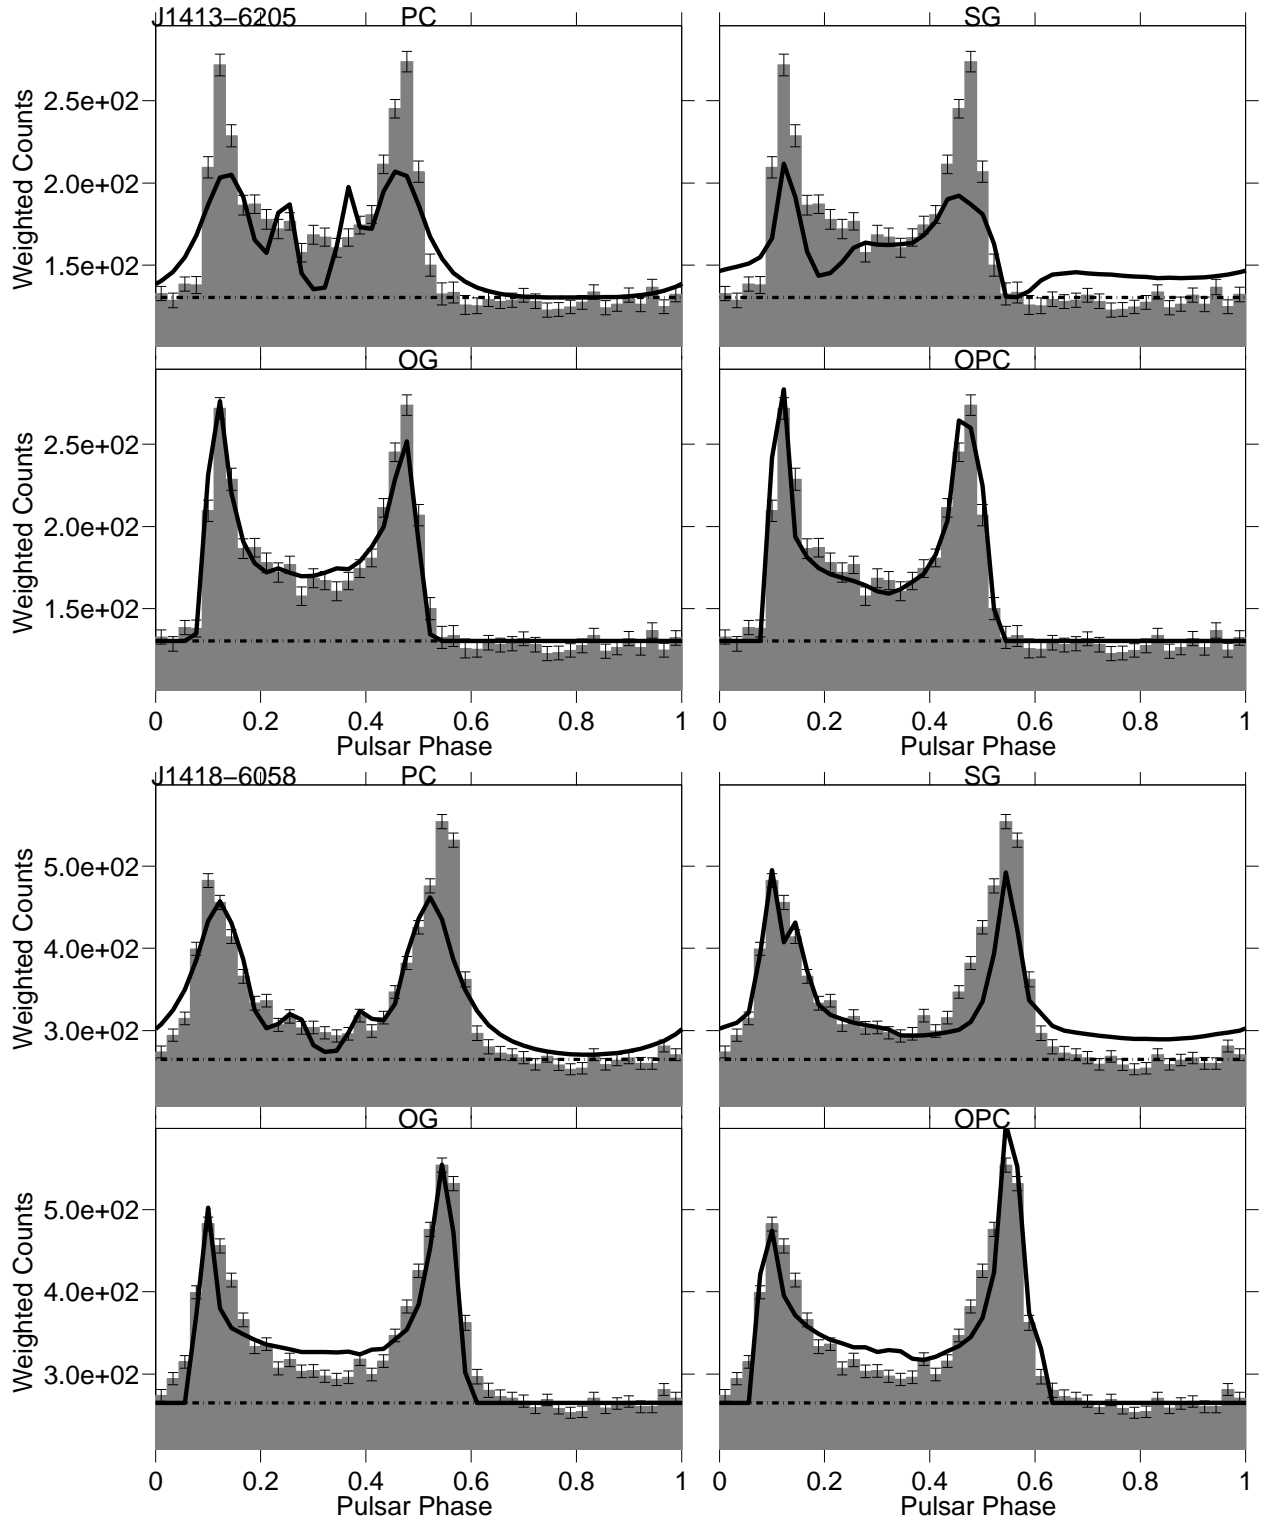 J1413−6205 PC SG
Weighted Counts
2.5e+02
2.0e+02
1.5e+02
OG OPC
Weighted Counts
2.5e+02
2.0e+02
1.5e+02
0 0.2 0.4 0.6 0.8 1 0 0.2 0.4 0.6 0.8 1
Pulsar Phase Pulsar Phase
J1418−6058 PC SG
Weighted Counts
5.0e+02
4.0e+02
3.0e+02
OG OPC
Weighted Counts
5.0e+02
4.0e+02
3.0e+02
0 0.2 0.4 0.6 0.8 1 0 0.2 0.4 0.6 0.8 1
Pulsar Phase Pulsar Phase